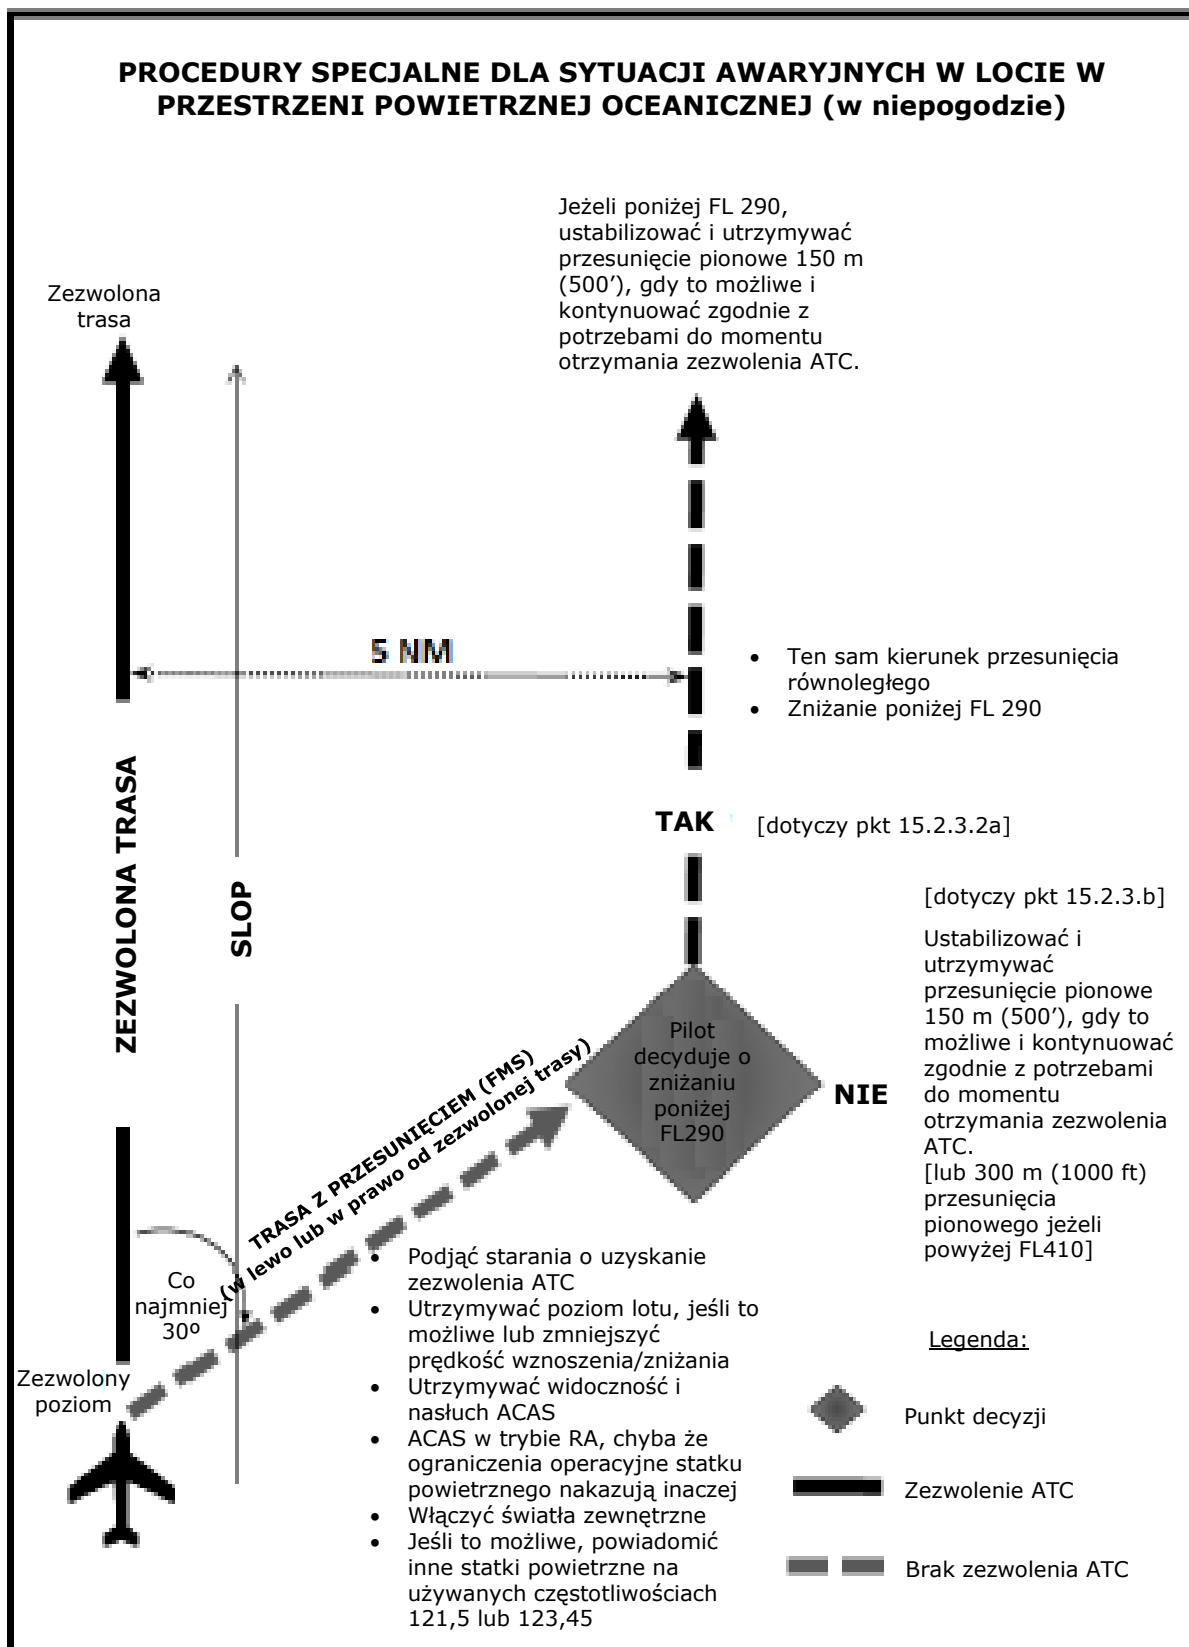 PROCEDURY SPECJALNE DLA SYTUACJI AWARYJNYCH W LOCIE W
PRZESTRZENI POWIETRZNEJ OCEANICZNEJ (w niepogodzie)
Jeżeli poniżej FL 290,
ustabilizować i utrzymywać
przesunięcie pionowe 150 m
(500’), gdy to możliwe i
kontynuować zgodnie z
potrzebami do momentu
otrzymania zezwolenia ATC.
Zezwolona
trasa
5 NM
• Ten sam kierunek przesunięcia
równoległego
• Zniżanie poniżej FL 290
ZEZWOLONA TRASA
SLOP
TAK
[dotyczy pkt 15.2.3.2a]
[dotyczy pkt 15.2.3.b]
Ustabilizować i
utrzymywać
przesunięcie pionowe
150 m (500’), gdy to
możliwe i kontynuować
zgodnie z potrzebami
do momentu
otrzymania zezwolenia
ATC.
[lub 300 m (1000 ft)
przesunięcia
pionowego jeżeli
powyżej FL410]
Pilot
decyduje o
zniżaniu
poniżej
FL290
NIE
TRASA Z PRZESUNIĘCIEM (FMS)
(w lewo lub w prawo od zezwolonej trasy)
Co
najmniej
30º
Zezwolony
poziom
• Podjąć starania o uzyskanie
zezwolenia ATC
• Utrzymywać poziom lotu, jeśli to
możliwe lub zmniejszyć
prędkość wznoszenia/zniżania
• Utrzymywać widoczność i
nasłuch ACAS
• ACAS w trybie RA, chyba że
ograniczenia operacyjne statku
powietrznego nakazują inaczej
• Włączyć światła zewnętrzne
• Jeśli to możliwe, powiadomić
inne statki powietrzne na
używanych częstotliwościach
121,5 lub 123,45
Legenda:
Punkt decyzji
Zezwolenie ATC
Brak zezwolenia ATC